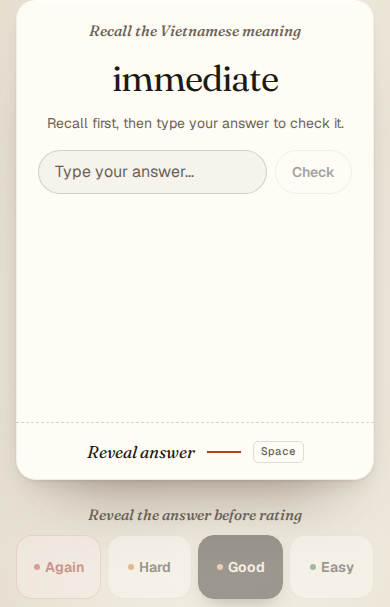 Recall the Vietnamese meaning
immediate
Recall first, then type your answer to check it.
Type your answer... Check
Reveal answer Space
Reveal the answer before rating
Again Hard Good Easy